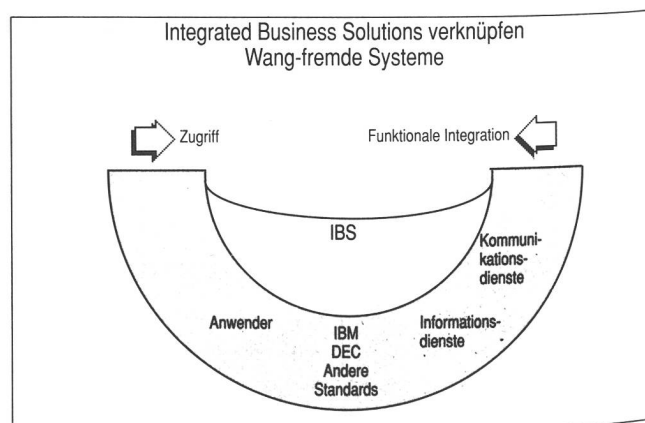 Integrated Business Solutions verknüpfen
Wang-fremde Systeme
Zugriff
Funktionale Integration
IBS
Kommuni-
kations-
dienste
Anwender
IBM
DEC
Andere
Standards
Informations-
dienste